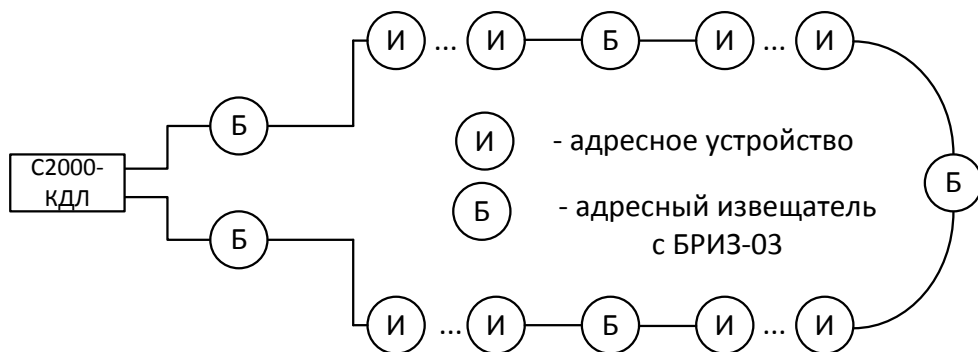 И ... И Б И ... И
Б
И - адресное устройство
С2000-
КДЛ
Б
Б - адресный извещатель
с БРИЗ-03
Б
И ... И Б И ... И